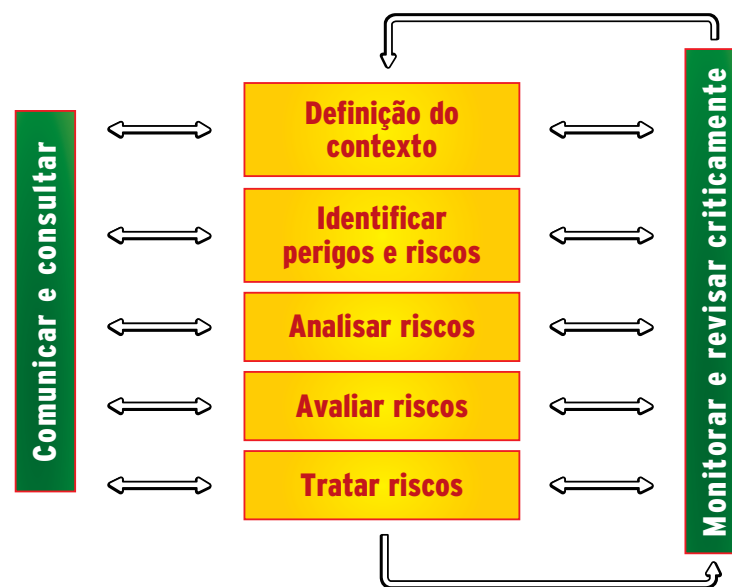 Comunicar e consultar
Definição do
contexto
Identificar
perigos e riscos
Analisar riscos
Avaliar riscos
Tratar riscos
Monitorar e revisar criticamente